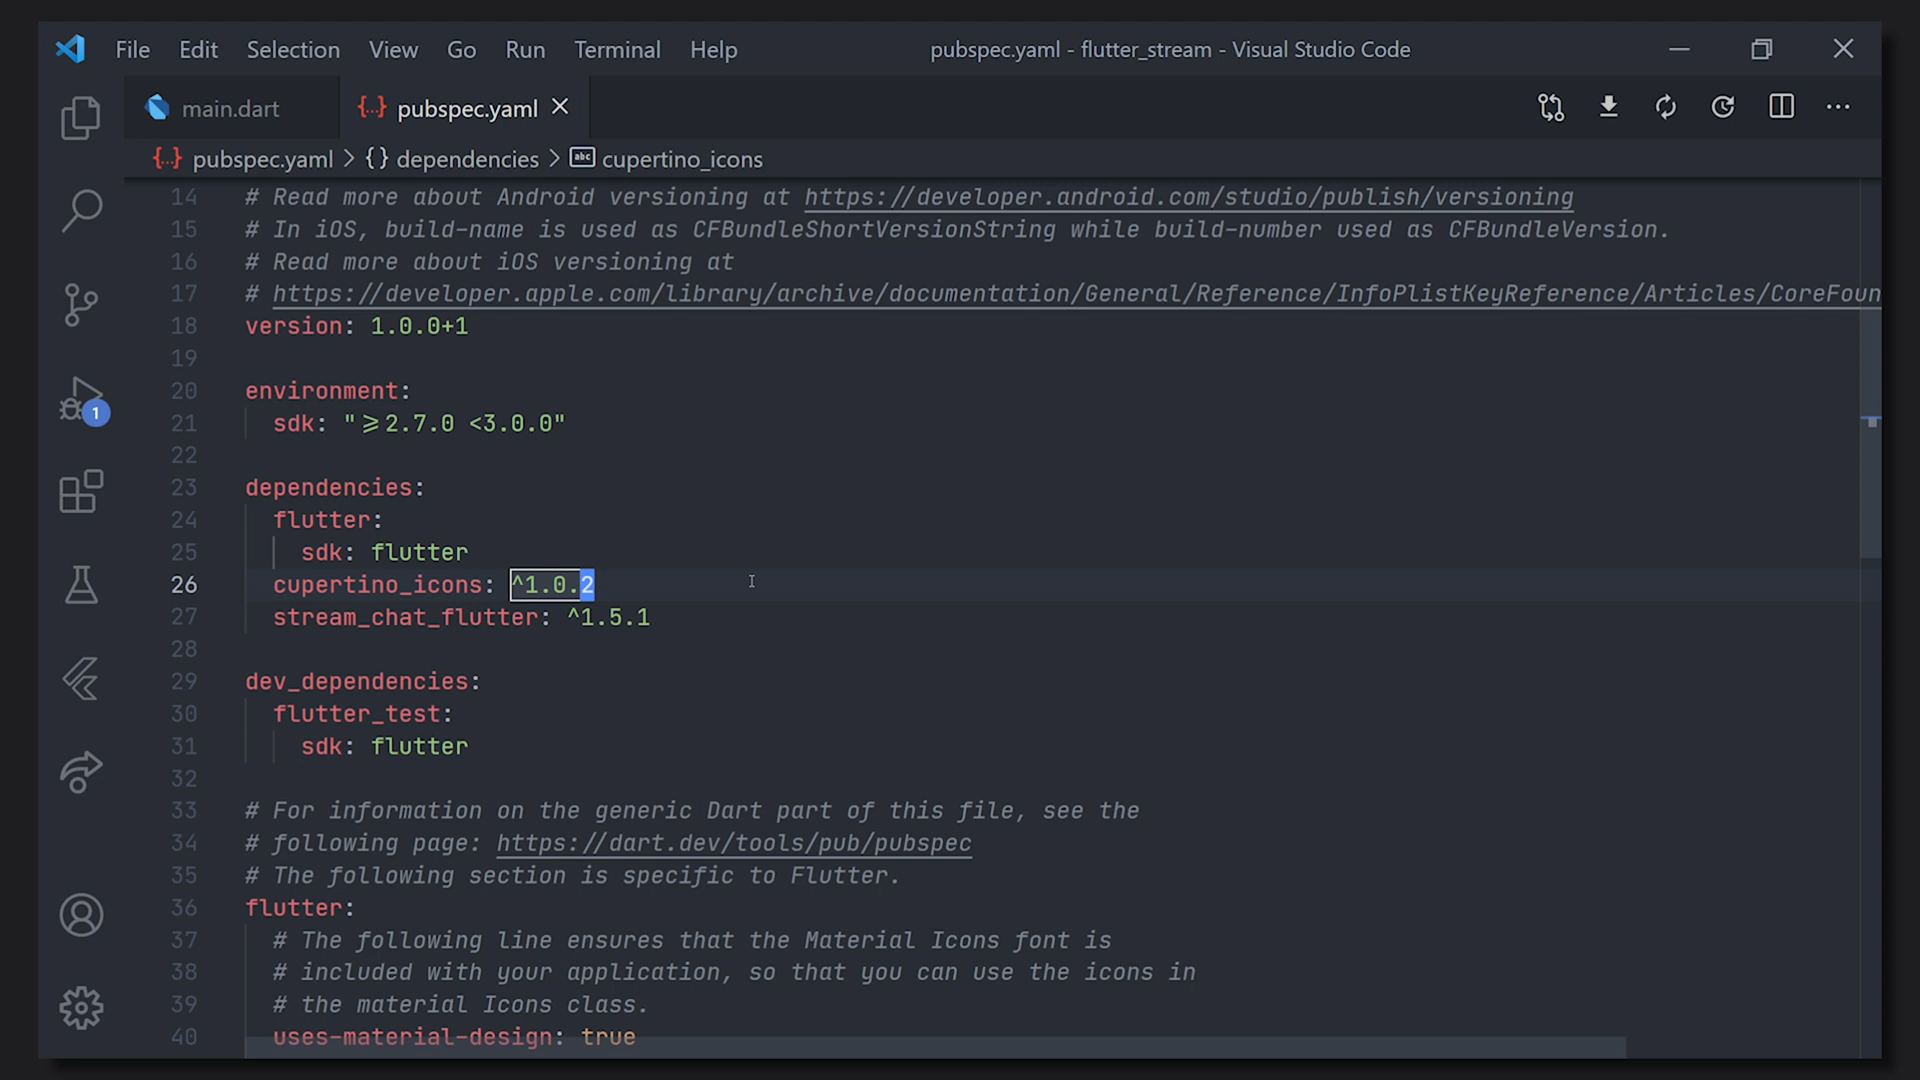 File Edit Selection View Go Run Terminal Help pubspec.yaml - flutter_stream - Visual Studio Code
main.dart {...} pubspec.yaml
{...} pubspec.yaml > {} dependencies > abc cupertino_icons
14 # Read more about Android versioning at https://developer.android.com/studio/publish/versioning
15 # In iOS, build-name is used as CFBundleShortVersionString while build-number used as CFBundleVersion.
16 # Read more about iOS versioning at
17 # https://developer.apple.com/library/archive/documentation/General/Reference/InfoPlistKeyReference/Articles/CoreFoun
18 version: 1.0.0+1
19
20 environment:
1
21 sdk: ">=2.7.0 <3.0.0"
22
23 dependencies:
24 flutter:
25 sdk: flutter
26 cupertino_icons: ^1.0.2
27 stream_chat_flutter: ^1.5.1
28
29 dev_dependencies:
30 flutter_test:
31 sdk: flutter
32
33 # For information on the generic Dart part of this file, see the
34 # following page: https://dart.dev/tools/pub/pubspec
35 # The following section is specific to Flutter.
36 flutter:
37 # The following line ensures that the Material Icons font is
38 # included with your application, so that you can use the icons in
39 # the material Icons class.
40 uses-material-design: true